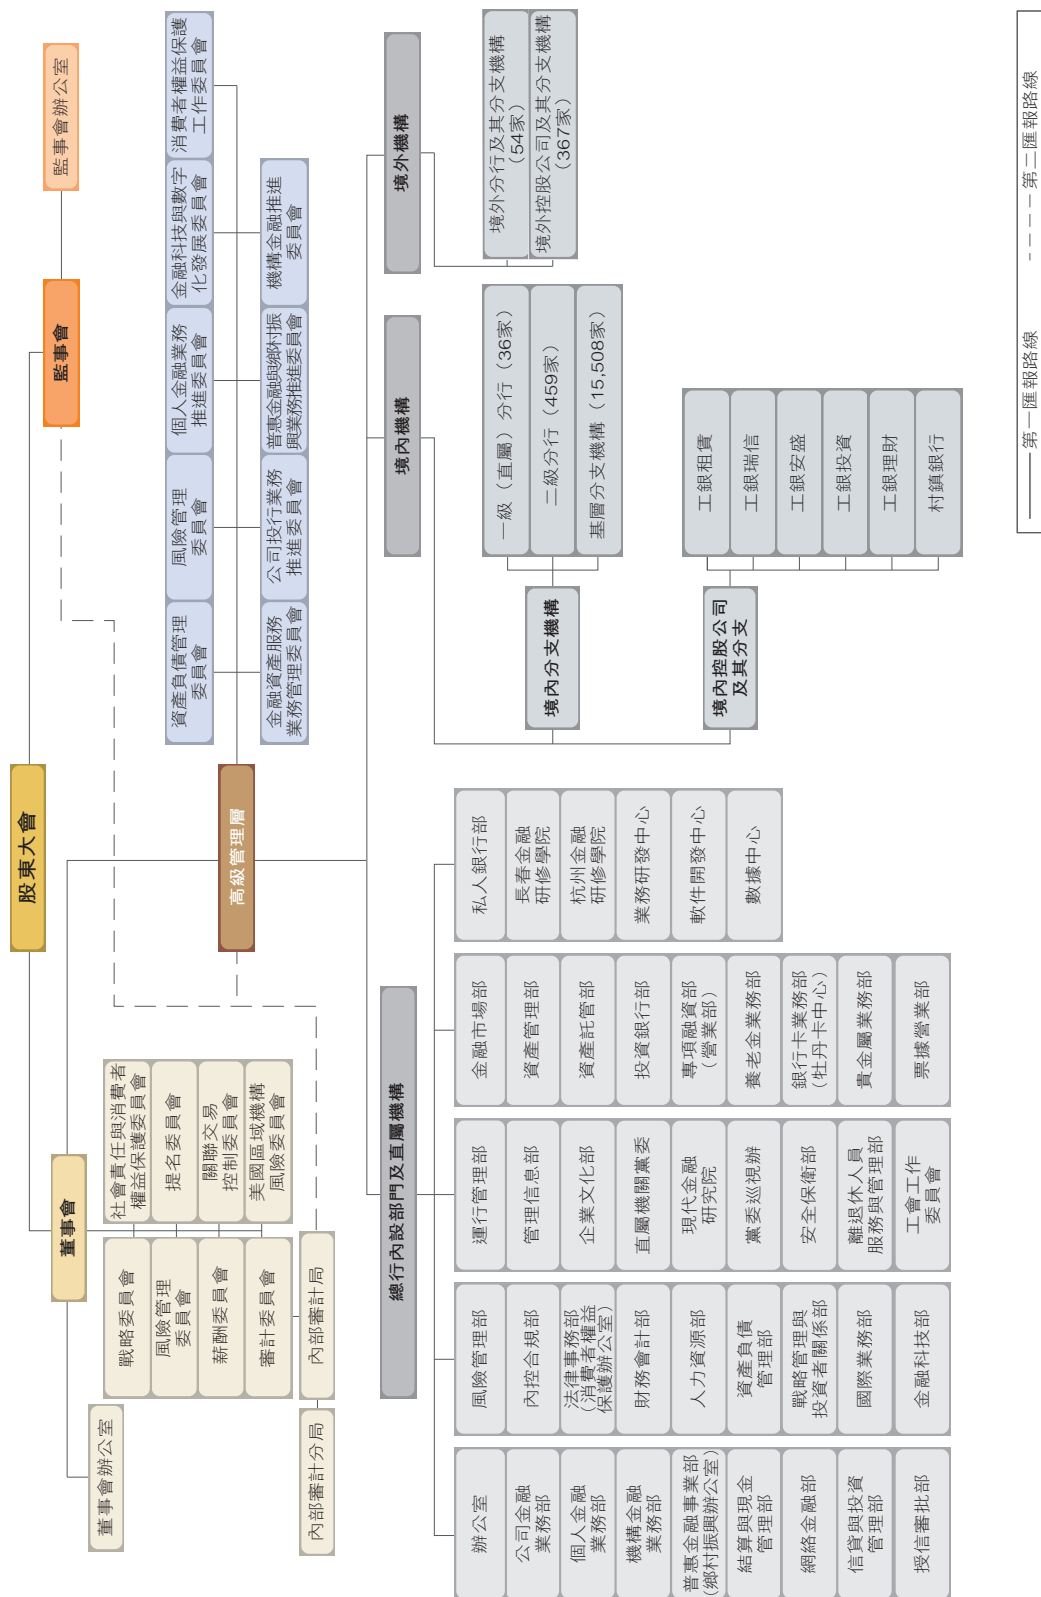 股東大會
董事會
監事會
董事會辦公室
監事會辦公室
戰略委員會
社會責任與消費者
權益保護委員會
風險管理
委員會
提名委員會
薪酬委員會
關聯交易
控制委員會
審計委員會
美國區域機構
風險委員會
內部審計分局
內部審計局
高級管理層
資產負債管理
委員會
風險管理
委員會
個人金融業務
推進委員會
金融科技與數字
化發展委員會
消費者權益保護
工作委員會
金融資產服務
業務管理委員會
公司投行業務
推進委員會
普惠金融與鄉村振
興業務推進委員會
機構金融推進
委員會
總行內設部門及直屬機構
境內機構
境外機構
辦公室
公司金融
業務部
個人金融
業務部
機構金融
業務部
普惠金融事業部
(鄉村振興辦公室)
結算與現金
管理部
網絡金融部
信貸與投資
管理部
授信審批部
風險管理部
內控合規部
法律事務部
(消費者權益
保護辦公室)
財務會計部
人力資源部
資產負債
管理部
戰略管理與
投資者關係部
國際業務部
金融科技部
運行管理部
管理信息部
企業文化部
直屬機關黨委
現代金融
研究院
黨委巡視辦
安全保衛部
離退休人員
服務與管理部
工會工作
委員會
金融市場部
資產管理部
資產託管部
投資銀行部
專項融資部
(營業部)
養老金業務部
銀行卡業務部
(牡丹卡中心)
貴金屬業務部
票據營業部
私人銀行部
長春金融
研修學院
杭州金融
研修學院
業務研發中心
軟件開發中心
數據中心
境內分支機構
一級(直屬)分行(36家)
二級分行(459家)
基層分支機構(15,508家)
境內控股公司
及其分支
工銀租賃
工銀瑞信
工銀安盛
工銀投資
工銀理財
村鎮銀行
境外分行及其分支機構
(54家)
境外控股公司及其分支機構
(367家)
第一匯報路線
第二匯報路線